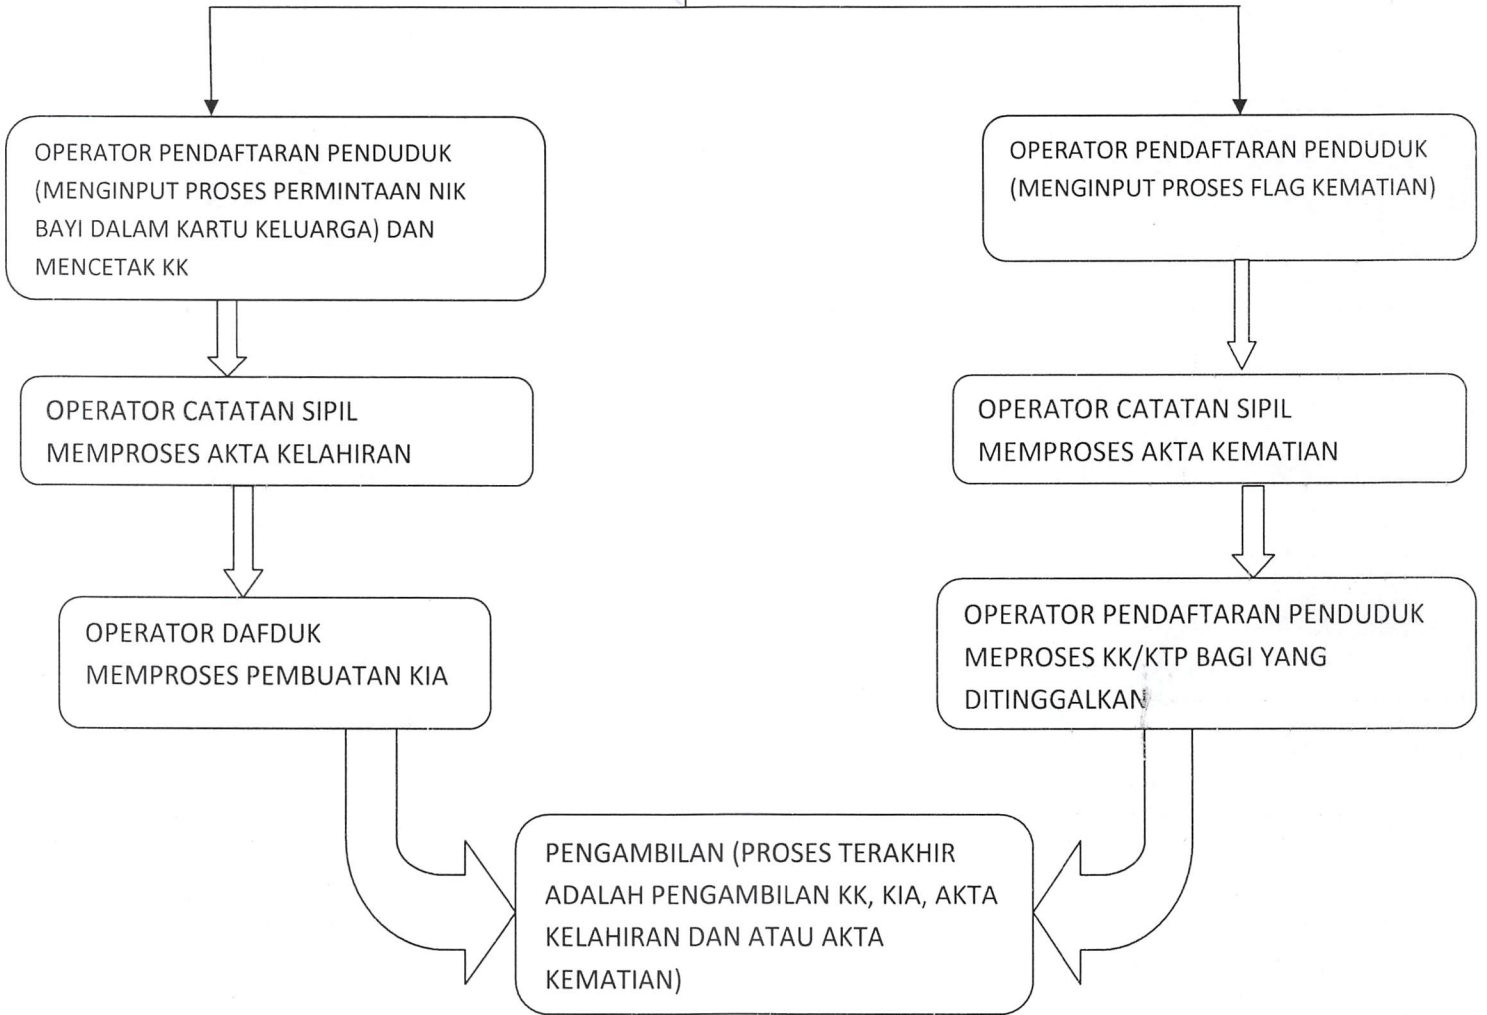 OPERATOR PENDAFTARAN PENDUDUK
(MENGINPUT PROSES PERMINTAAN NIK
BAYI DALAM KARTU KELUARGA) DAN
MENCETAK KK
OPERATOR CATATAN SIPIL
MEMPROSES AKTA KELAHIRAN
OPERATOR DAFDUK
MEMPROSES PEMBUATAN KIA
OPERATOR PENDAFTARAN PENDUDUK
(MENGINPUT PROSES FLAG KEMATIAN)
OPERATOR CATATAN SIPIL
MEMPROSES AKTA KEMATIAN
OPERATOR PENDAFTARAN PENDUDUK
MEPROSES KK/KTP BAGI YANG
DITINGGALKAN
PENGAMBILAN (PROSES TERAKHIR
ADALAH PENGAMBILAN KK, KIA, AKTA
KELAHIRAN DAN ATAU AKTA
KEMATIAN)